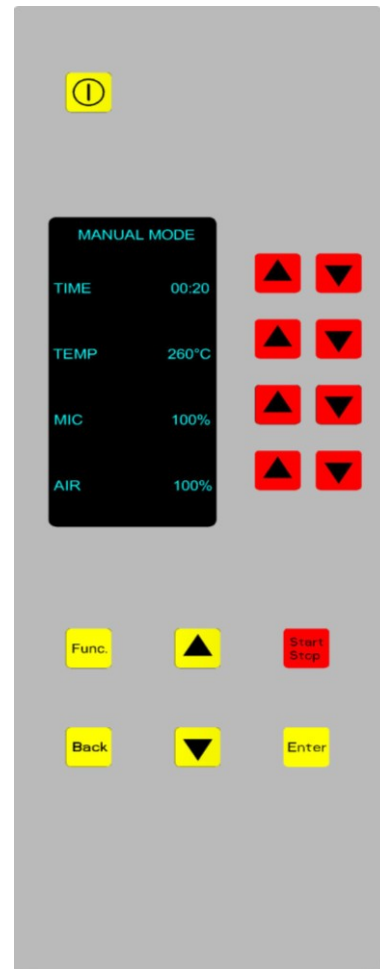 MANUAL MODE
TIME 00:20
TEMP 260°C
MIC 100%
AIR 100%
Func.
Start
Stop
Back
Enter